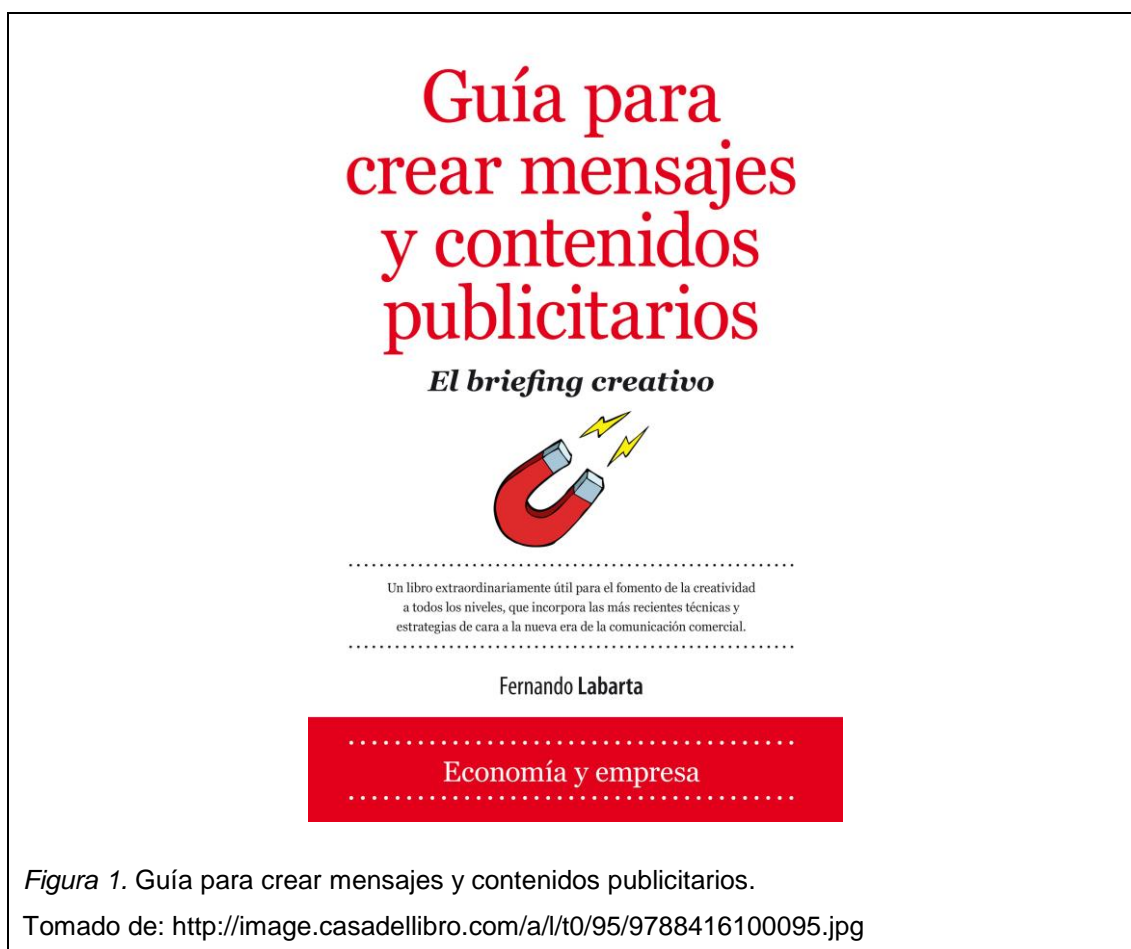 Guía para
crear mensajes
y contenidos
publicitarios
El briefing creativo
Un libro extraordinariamente útil para el fomento de la creatividad
a todos los niveles, que incorpora las más recientes técnicas y
estrategias de cara a la nueva era de la comunicación comercial.
Fernando Labarta
Economía y empresa
Figura 1. Guía para crear mensajes y contenidos publicitarios.
Tomado de: http://image.casadellibro.com/a/l/t0/95/9788416100095.jpg